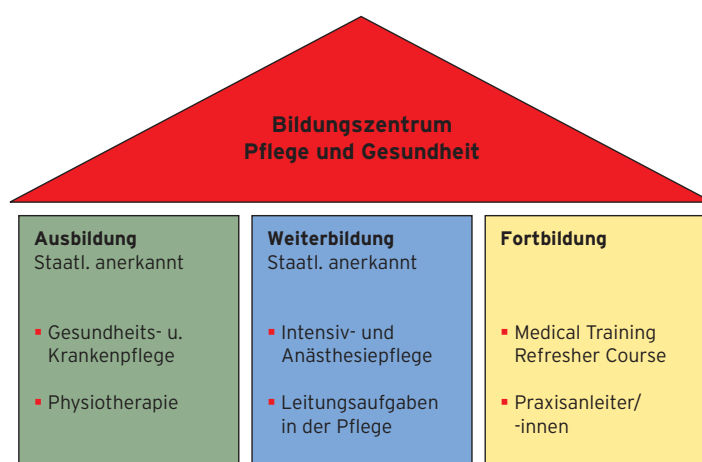 Bildungszentrum
Pflege und Gesundheit
Ausbildung
Staatl. anerkannt
Gesundheits- u.
Krankenpflege
Physiotherapie
Weiterbildung
Staatl. anerkannt
Intensiv- und
Anästhesiepflege
Leitungsaufgaben
in der Pflege
Fortbildung
Medical Training
Refresher Course
Praxisanleiter/
-innen